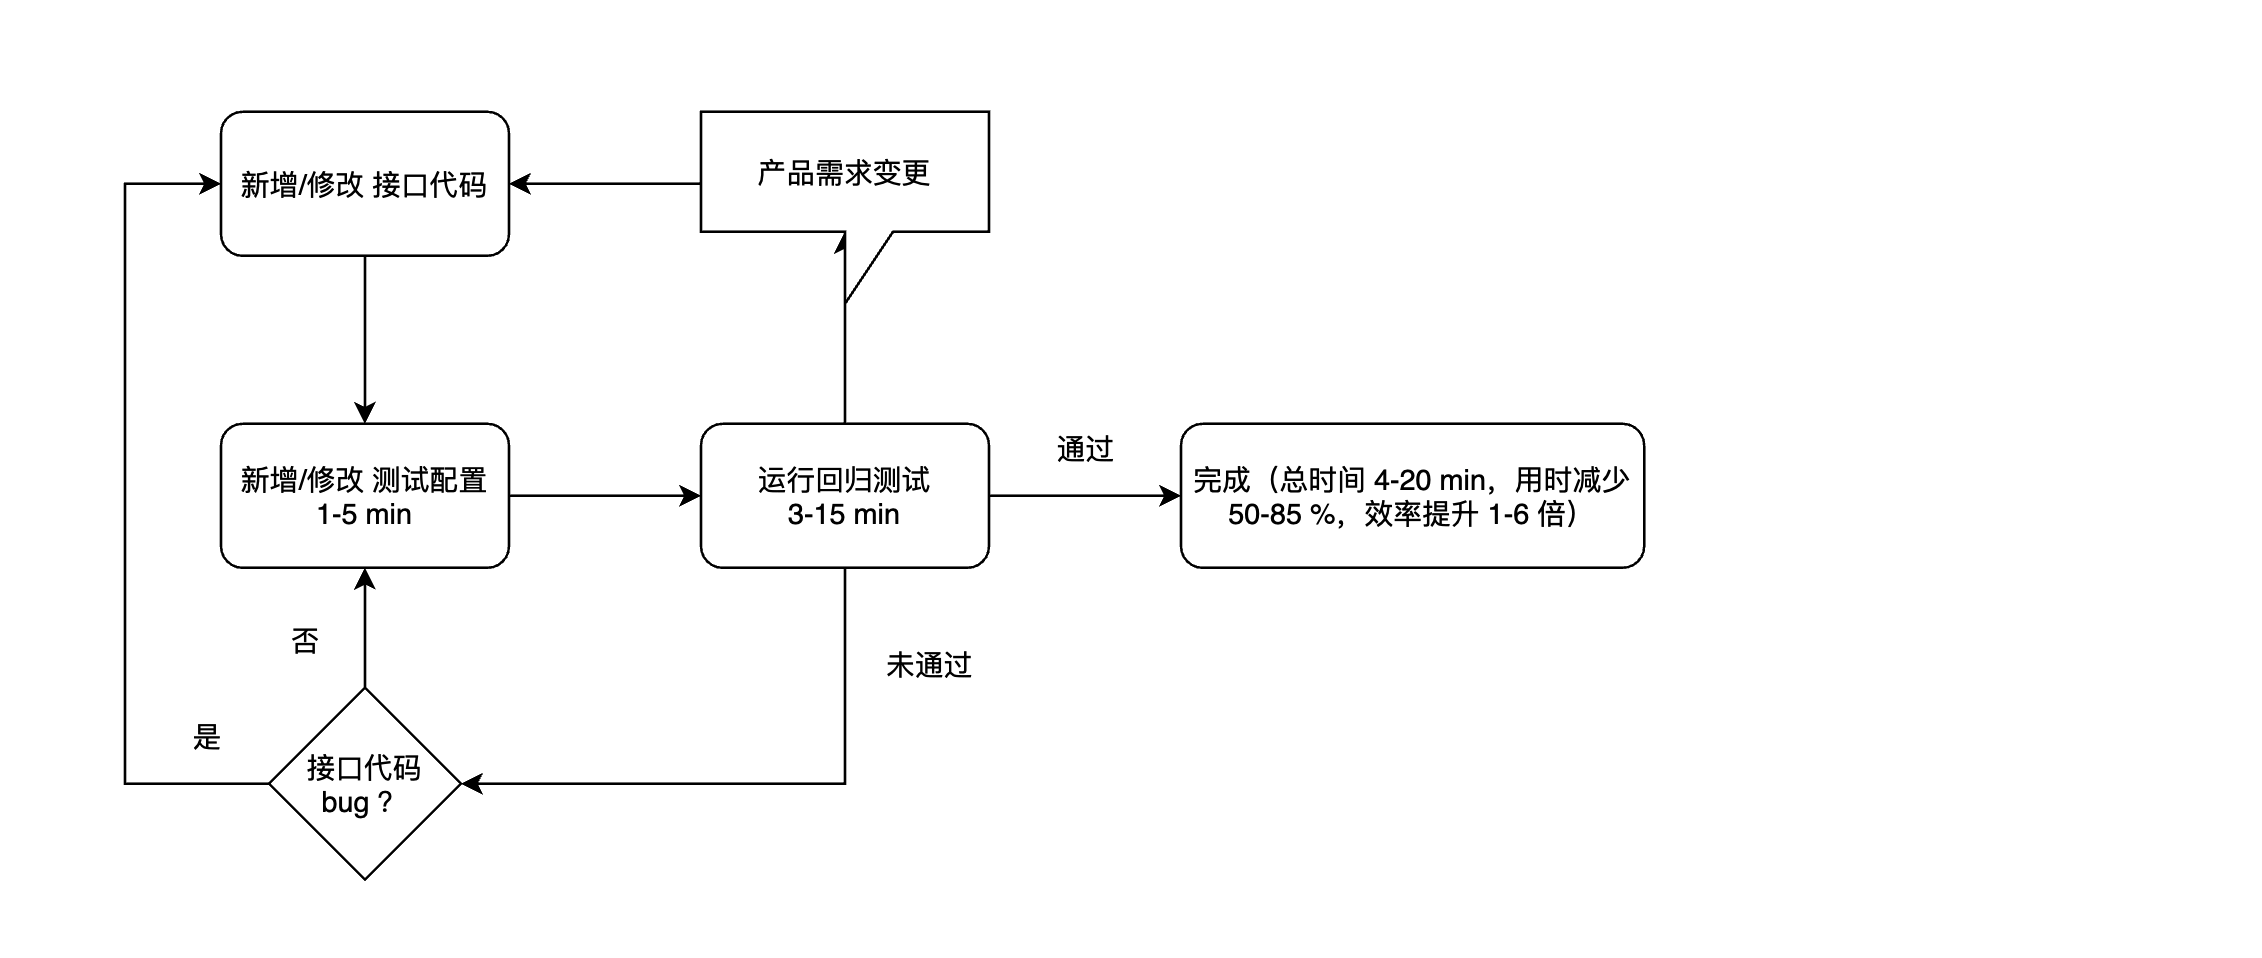 新增/修改 接口代码
产品需求变更
新增/修改 测试配置
1-5 min
运行回归测试
3-15 min
通过
完成（总时间 4-20 min，用时减少
50-85 %，效率提升 1-6 倍）
否
未通过
是
接口代码
bug ?